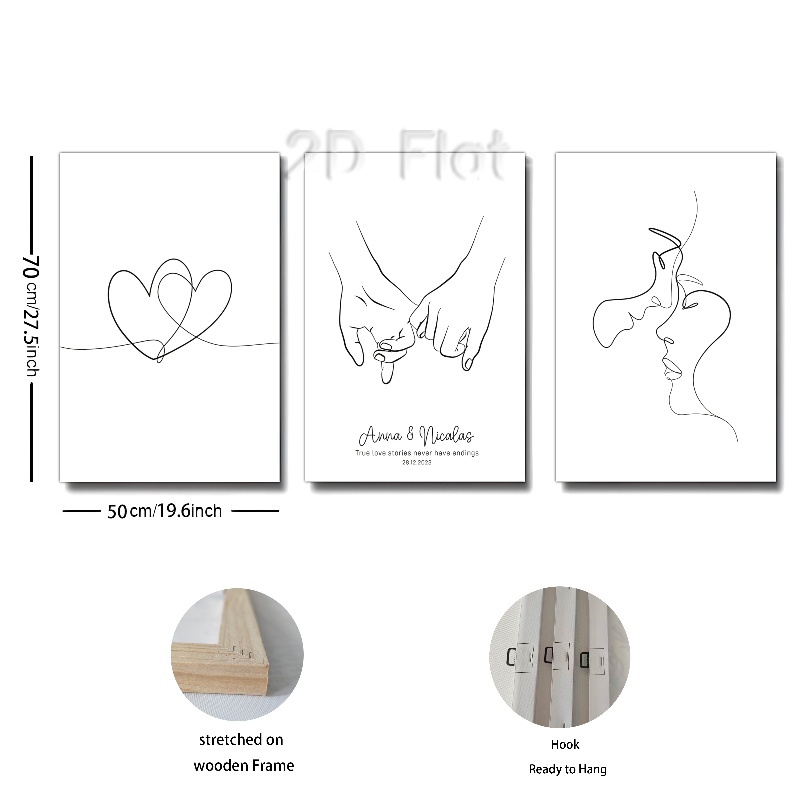 2D Flat
70 cm/27.5inch
Anna & Nicalas
True love stories never have endings
28.12.2023
50cm/19.6inch
stretched on
wooden Frame
Hook
Ready to Hang